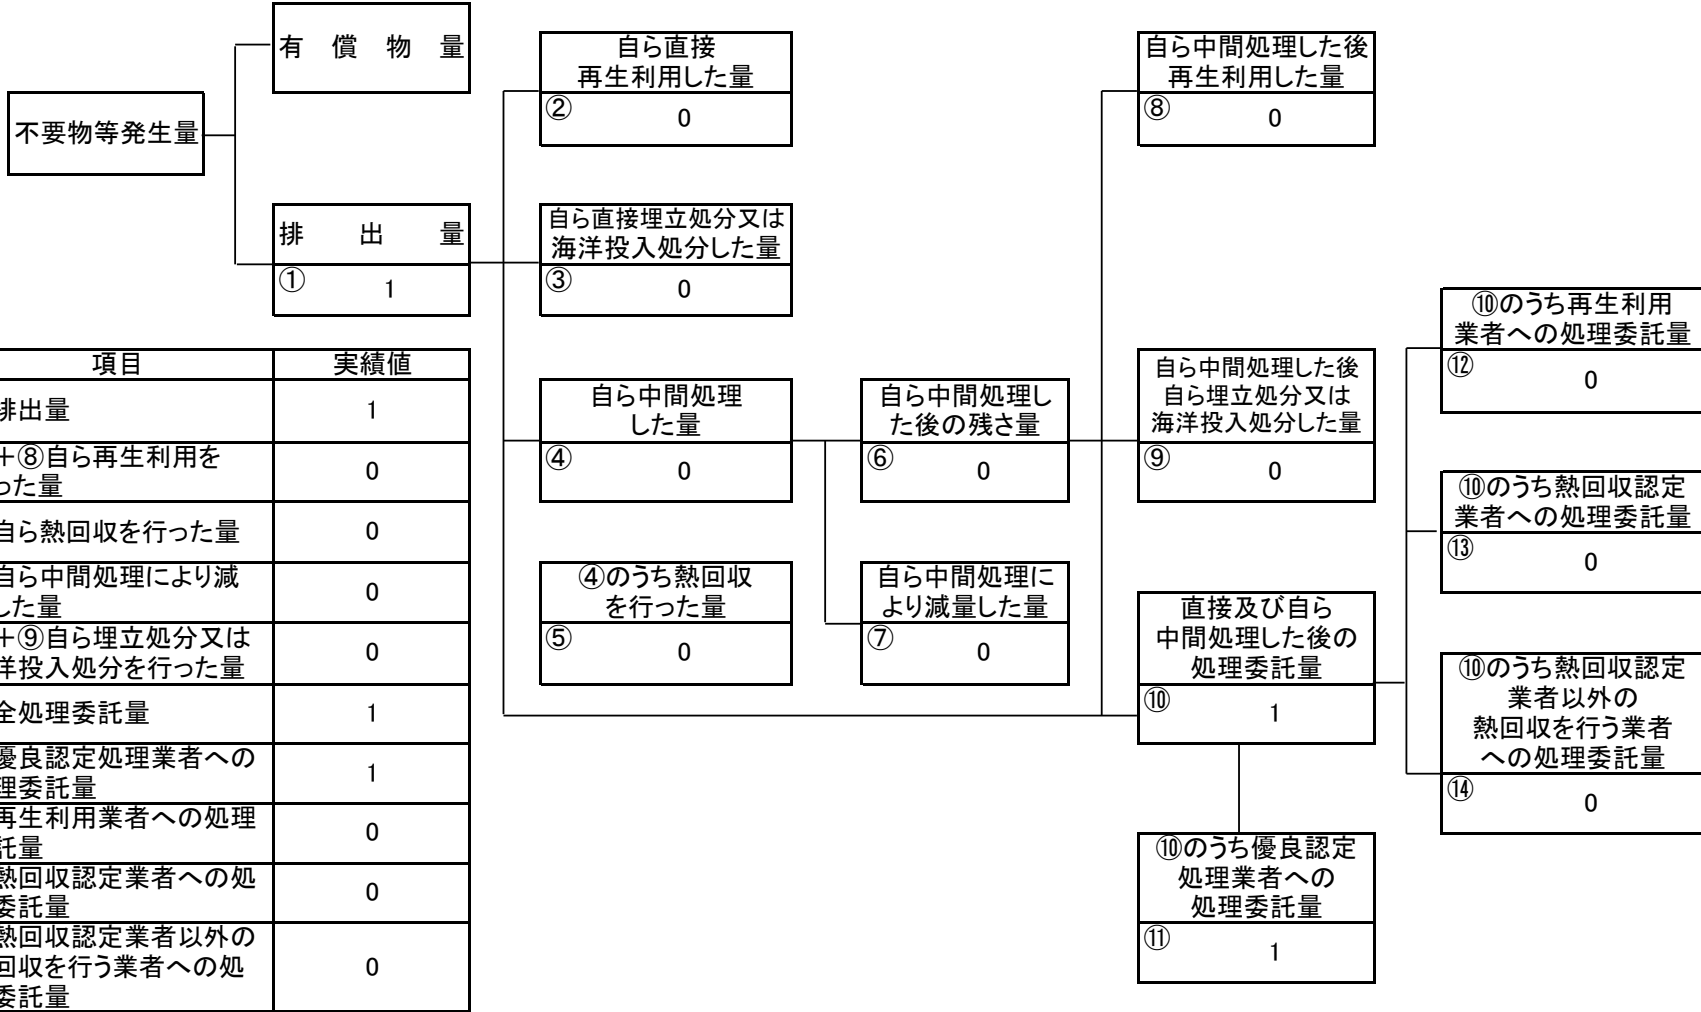 有償物量
不要物等発生量
排出量
① 1
自ら直接
再生利用した量
② 0
自ら直接埋立処分又は
海洋投入処分した量
③ 0
自ら中間処理
した量
④ 0
④のうち熱回収
を行った量
⑤ 0
自ら中間処理し
た後の残さ量
⑥ 0
自ら中間処理に
より減量した量
⑦ 0
自ら中間処理した後
再生利用した量
⑧ 0
自ら中間処理した後
自ら埋立処分又は
海洋投入処分した量
⑨ 0
直接及び自ら
中間処理した後の
処理委託量
⑩ 1
⑩のうち優良認定
処理業者への
処理委託量
⑪ 1
⑩のうち再生利用
業者への処理委託量
⑫ 0
⑩のうち熱回収認定
業者への処理委託量
⑬ 0
⑩のうち熱回収認定
業者以外の
熱回収を行う業者
への処理委託量
⑭ 0
項目 実績値
排出量 1
+⑧自ら再生利用を
った量 0
自ら熱回収を行った量 0
自ら中間処理により減
した量 0
+⑨自ら埋立処分又は
洋投入処分を行った量 0
全処理委託量 1
優良認定処理業者への
理委託量 1
再生利用業者への処理
託量 0
熱回収認定業者への処
委託量 0
熱回収認定業者以外の
回収を行う業者への処
委託量 0